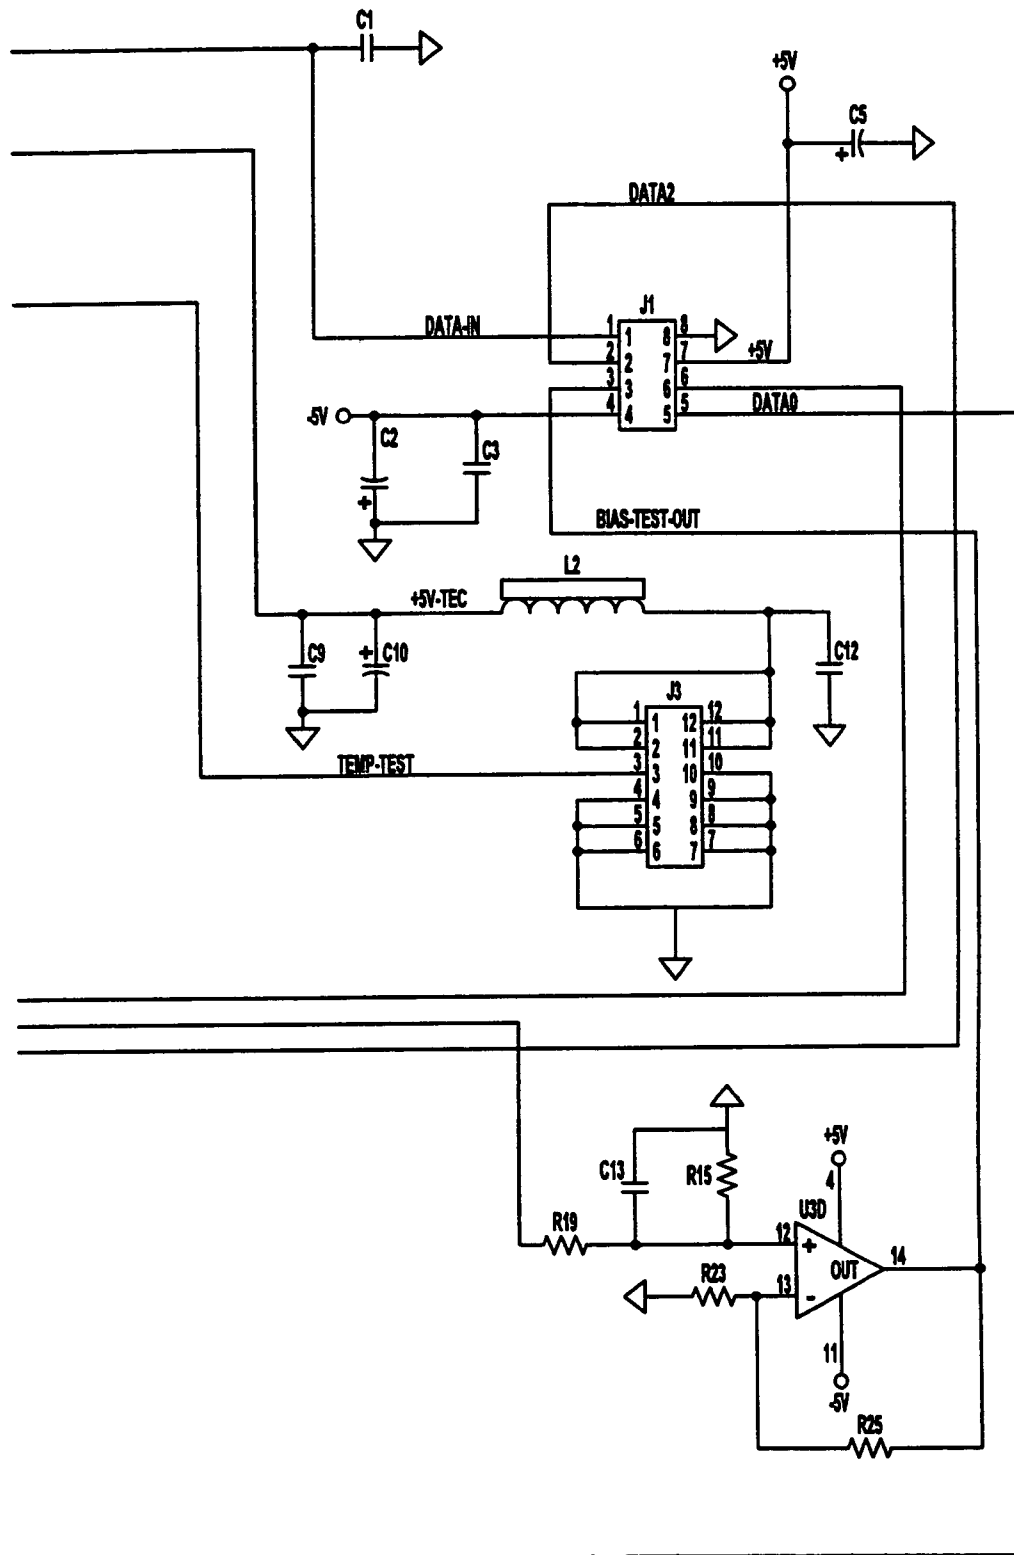 C1
+5V
C5
+
DATA2
J1
DATA-IN
1 1 8 8
2 2 7 7 +5V
3 3 6 6
4 4 5 5 DATA0
-5V
C2
C3
+
BIAS-TEST-OUT
L2
+5V-TEC
C9
+ C10
C12
J3
1 1 12 12
2 2 11 11
TEMP-TEST
3 3 10 10
4 4 9 9
5 5 8 8
6 6 7 7
+5V
C13
R15
4
U3D
R19
12 +
OUT
14
R23
13 -
11
-5V
R25